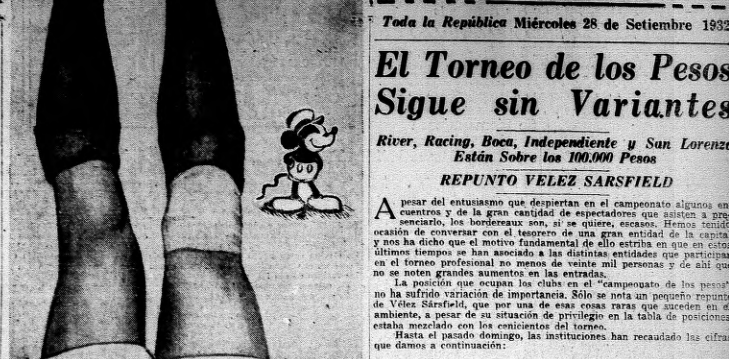 Toda la República Miércoles 28 de Setiembre 1932
El Torneo de los Pesos
Sigue sin Variantes
River, Racing, Boca, Independiente y San Lorenzo
Están Sobre los 100.000 Pesos
REPUNTO VELEZ SARSFIELD
A pesar del entusiasmo que despiertan en el campeonato algunos en-
cuentros y de la gran cantidad de espectadores que asisten a pre-
senciarlo, los bordereaux son, si se quiere, escasos. Hemos tenido
ocasión de conversar con el tesorero de una gran entidad de la capital
y nos ha dicho que el motivo fundamental de ello estriba en que en estos
últimos tiempos se han asociado a las distintas entidades que participan
en el torneo profesional no menos de veinte mil personas y de ahí que
no se noten grandes aumentos en las entradas.
La posición que ocupan los clubs en el "campeonato de los pesos"
no ha sufrido variación de importancia. Sólo se nota un pequeño repunte
de Vélez Sársfield, que por una de esas cosas raras que suceden en el
ambiente, a pesar de su situación de privilegio en la tabla de posiciones
estaba mezclado con los cenicientos del torneo.
Hasta el pasado domingo, las instituciones han recaudado las cifras
que damos a continuación: